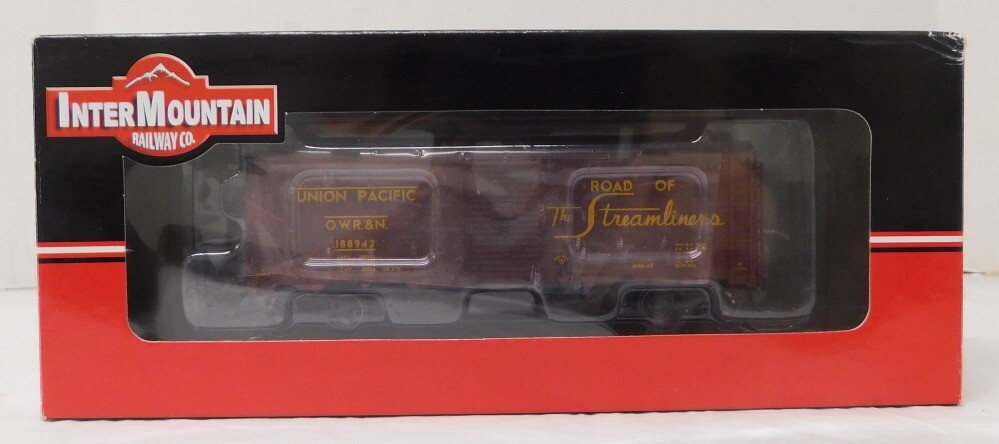 INTERMOUNTAIN
RAILWAY CO.
UNION PACIFIC
O.W.R.&N.
188942
ROAD OF
The Streamliners